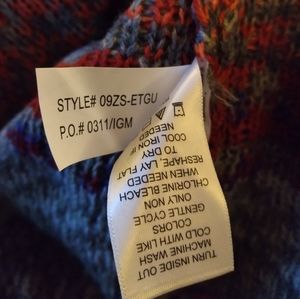 STYLE# 09ZS-ETGU
P.O.# 0311/IGM
TURN INSIDE OUT
MACHINE WASH
COLD WITH LIKE
COLORS
GENTLE CYCLE
ONLY NON
CHLORINE BLEACH
WHEN NEEDED
RESHAPE, LAY FLAT
TO DRY
COOL IRON IF
NEEDED